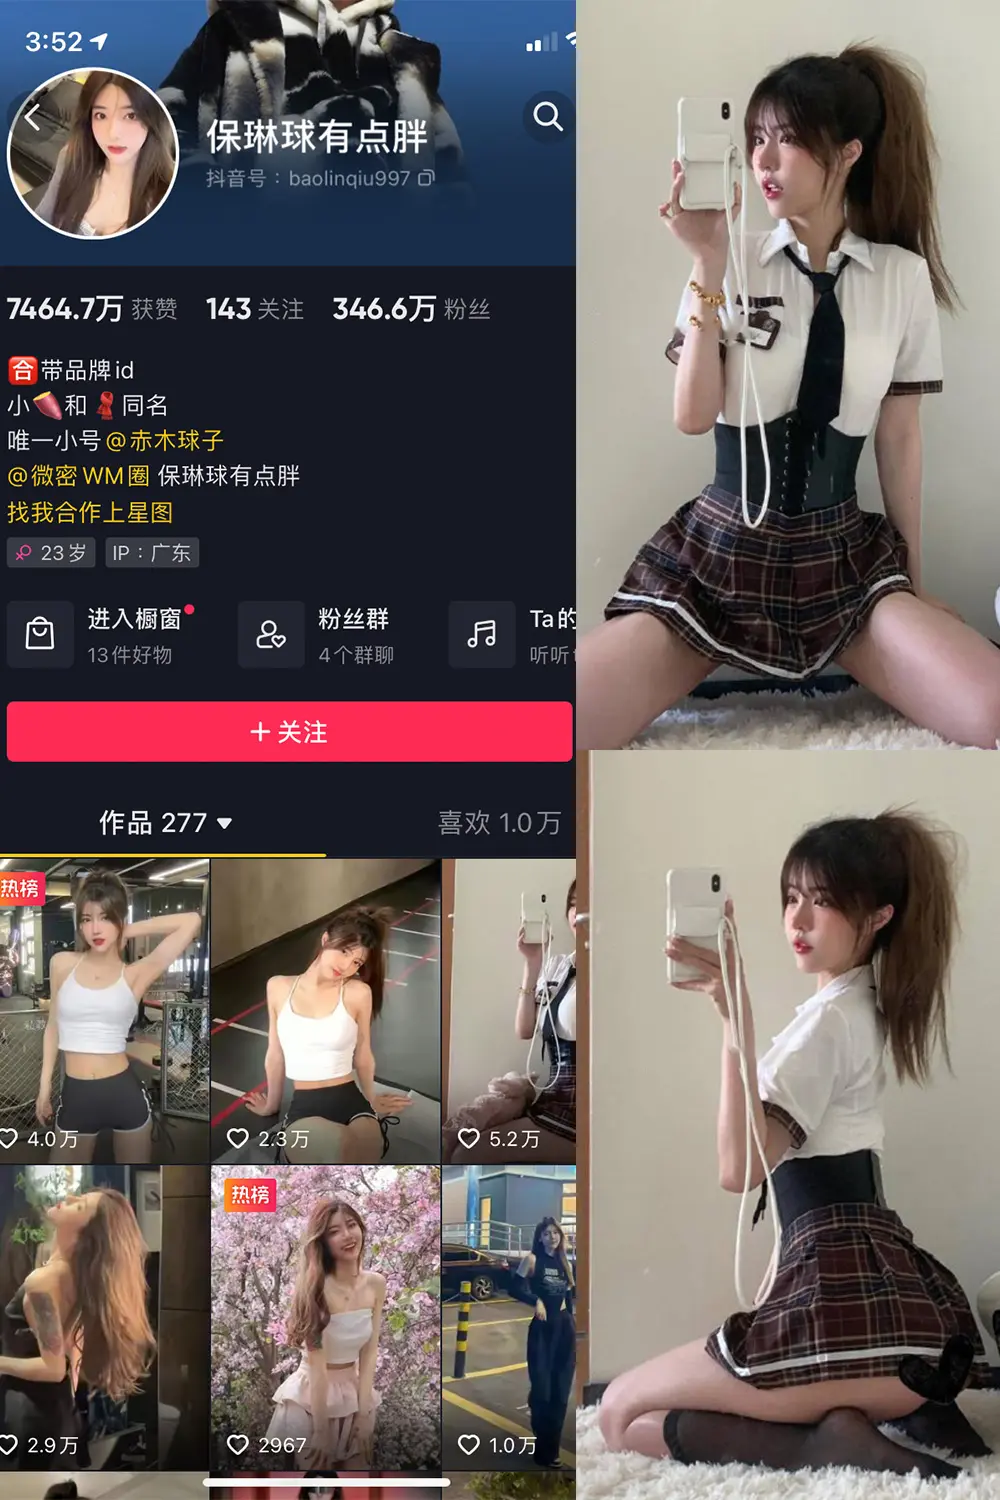 3:52
保琳球有点胖
抖音号：baolinqiu997
7464.7万 获赞 143 关注 346.6万 粉丝
合 带品牌id
小🍠和🧣同名
唯一小号 @赤木球子
@微密WM圈 保琳球有点胖
找我合作上星图
23岁 IP：广东
进入橱窗 粉丝群 Ta的
13件好物 4个群聊 听听
+ 关注
作品 277 喜欢 1.0万
热榜
4.0万 2.3万 5.2万
热榜
2.9万 2967 1.0万